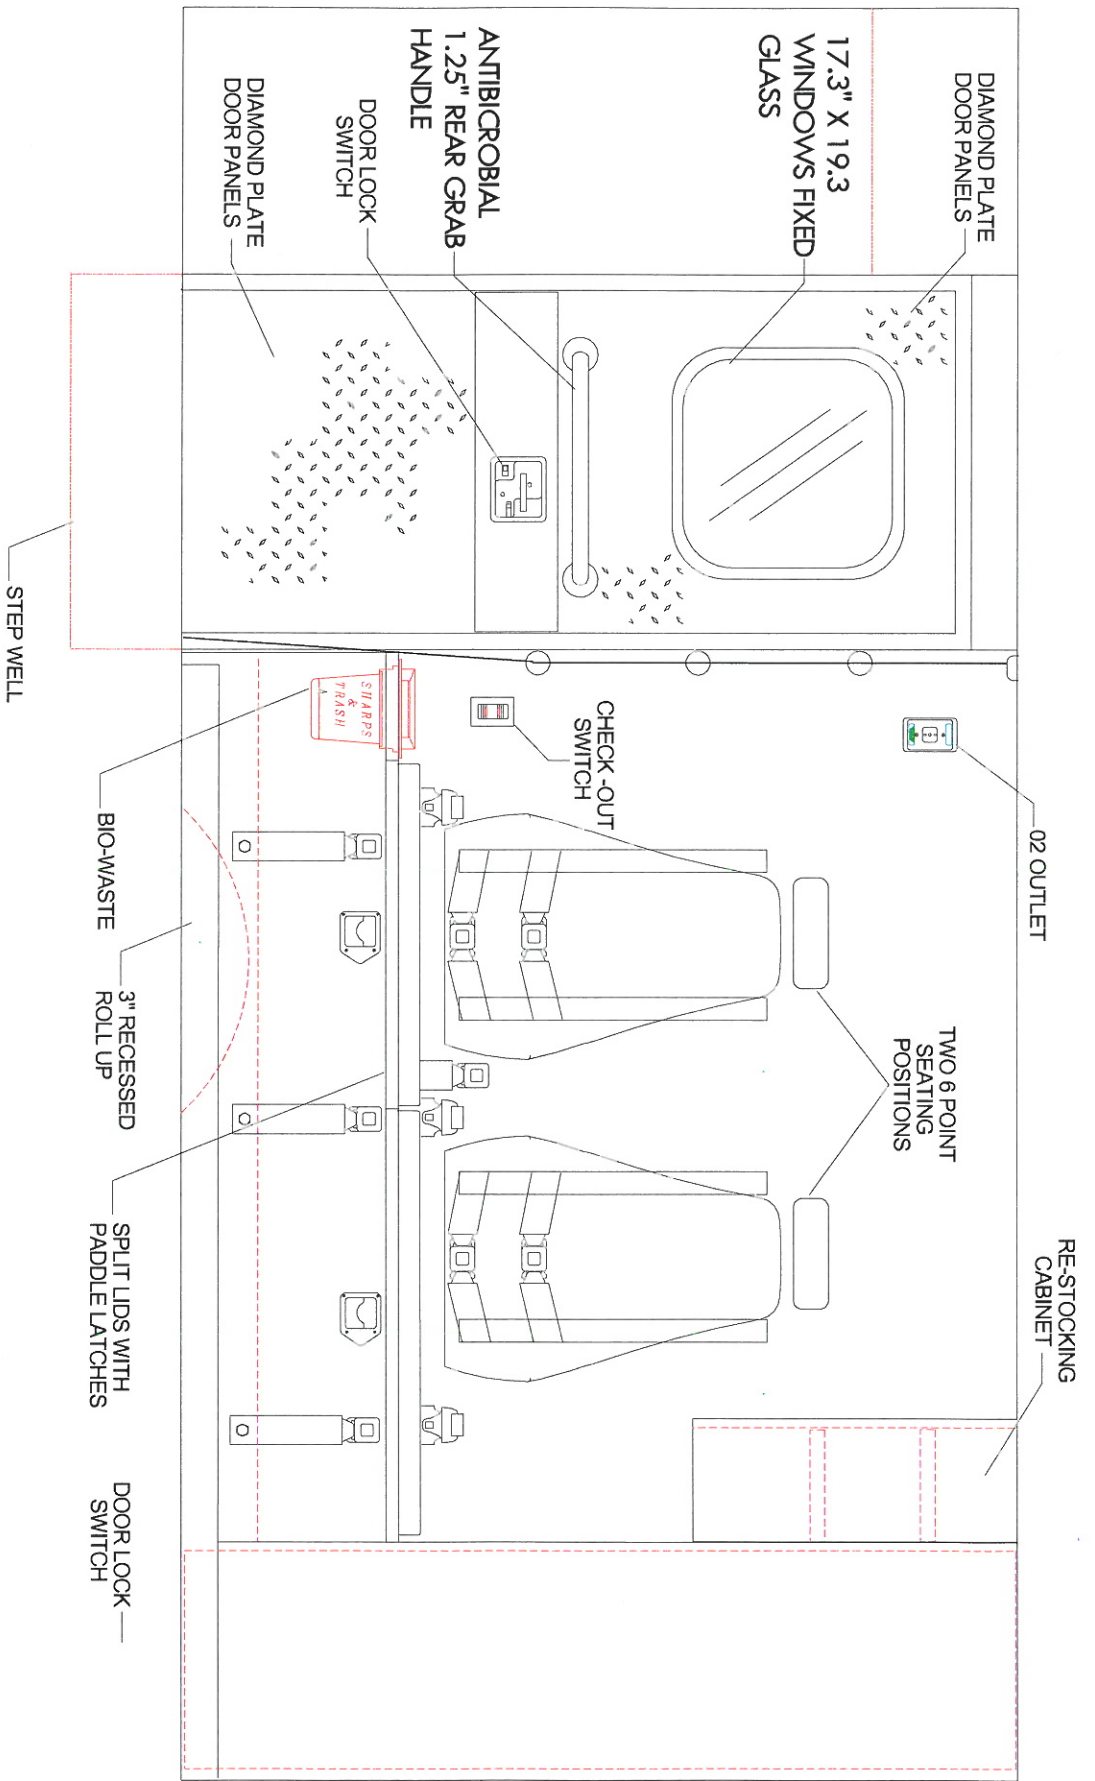 DIAMOND PLATE
DOOR PANELS
17.3" X 19.3
WINDOWS FIXED
GLASS
ANTIBICROBIAL
1.25" REAR GRAB
HANDLE
DOOR LOCK
SWITCH
DIAMOND PLATE
DOOR PANELS
STEP WELL
02 OUTLET
CHECK -OUT
SWITCH
SHARPS
&
TRASH
BIO-WASTE
3" RECESSED
ROLL UP
TWO 6 POINT
SEATING
POSITIONS
RE-STOCKING
CABINET
SPLIT LIDS WITH
PADDLE LATCHES
DOOR LOCK
SWITCH